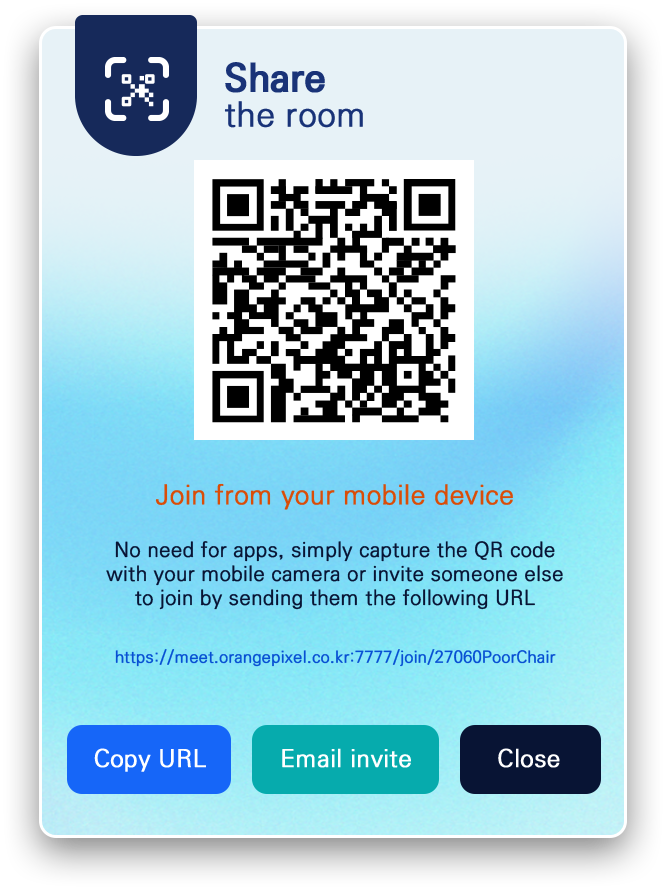 Share
the room
Join from your mobile device
No need for apps, simply capture the QR code
with your mobile camera or invite someone else
to join by sending them the following URL
https://meet.orangepixel.co.kr:7777/join/27060PoorChair
Copy URL
Email invite
Close